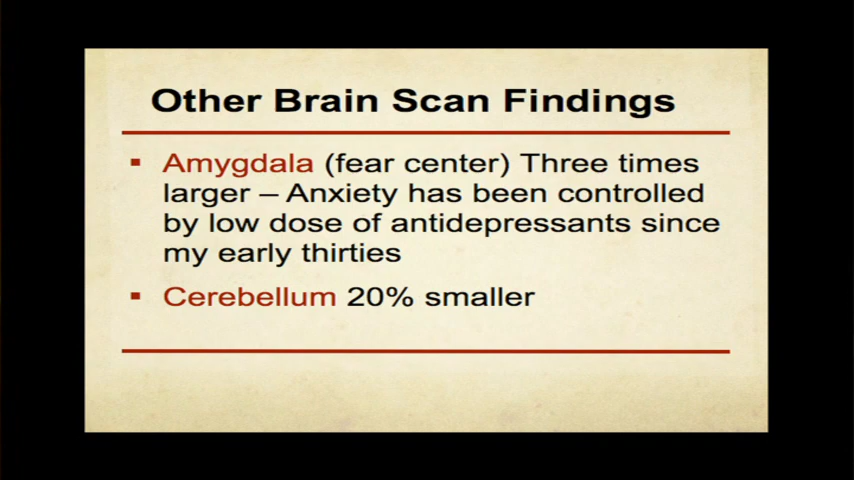 Other Brain Scan Findings
▪ Amygdala (fear center) Three times
larger – Anxiety has been controlled
by low dose of antidepressants since
my early thirties
▪ Cerebellum 20% smaller